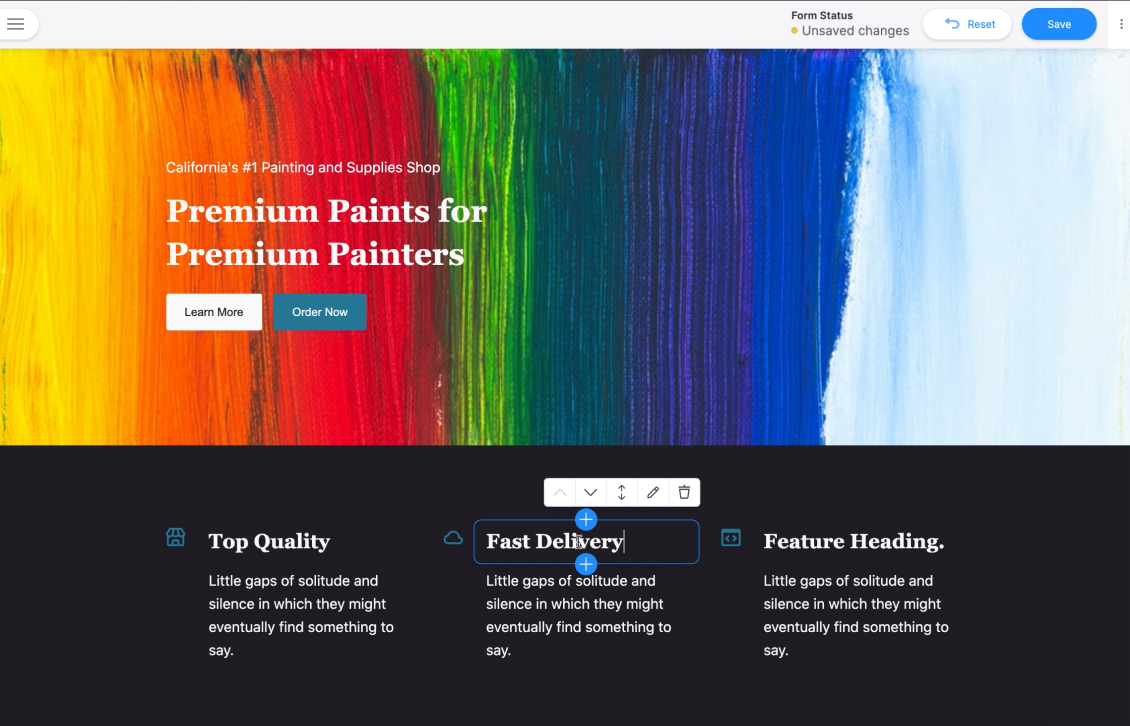 Form Status
Unsaved changes
Reset
Save
California's #1 Painting and Supplies Shop
Premium Paints for
Premium Painters
Learn More
Order Now
Top Quality
Little gaps of solitude and
silence in which they might
eventually find something to
say.
Fast Delivery
Little gaps of solitude and
silence in which they might
eventually find something to
say.
Feature Heading.
Little gaps of solitude and
silence in which they might
eventually find something to
say.